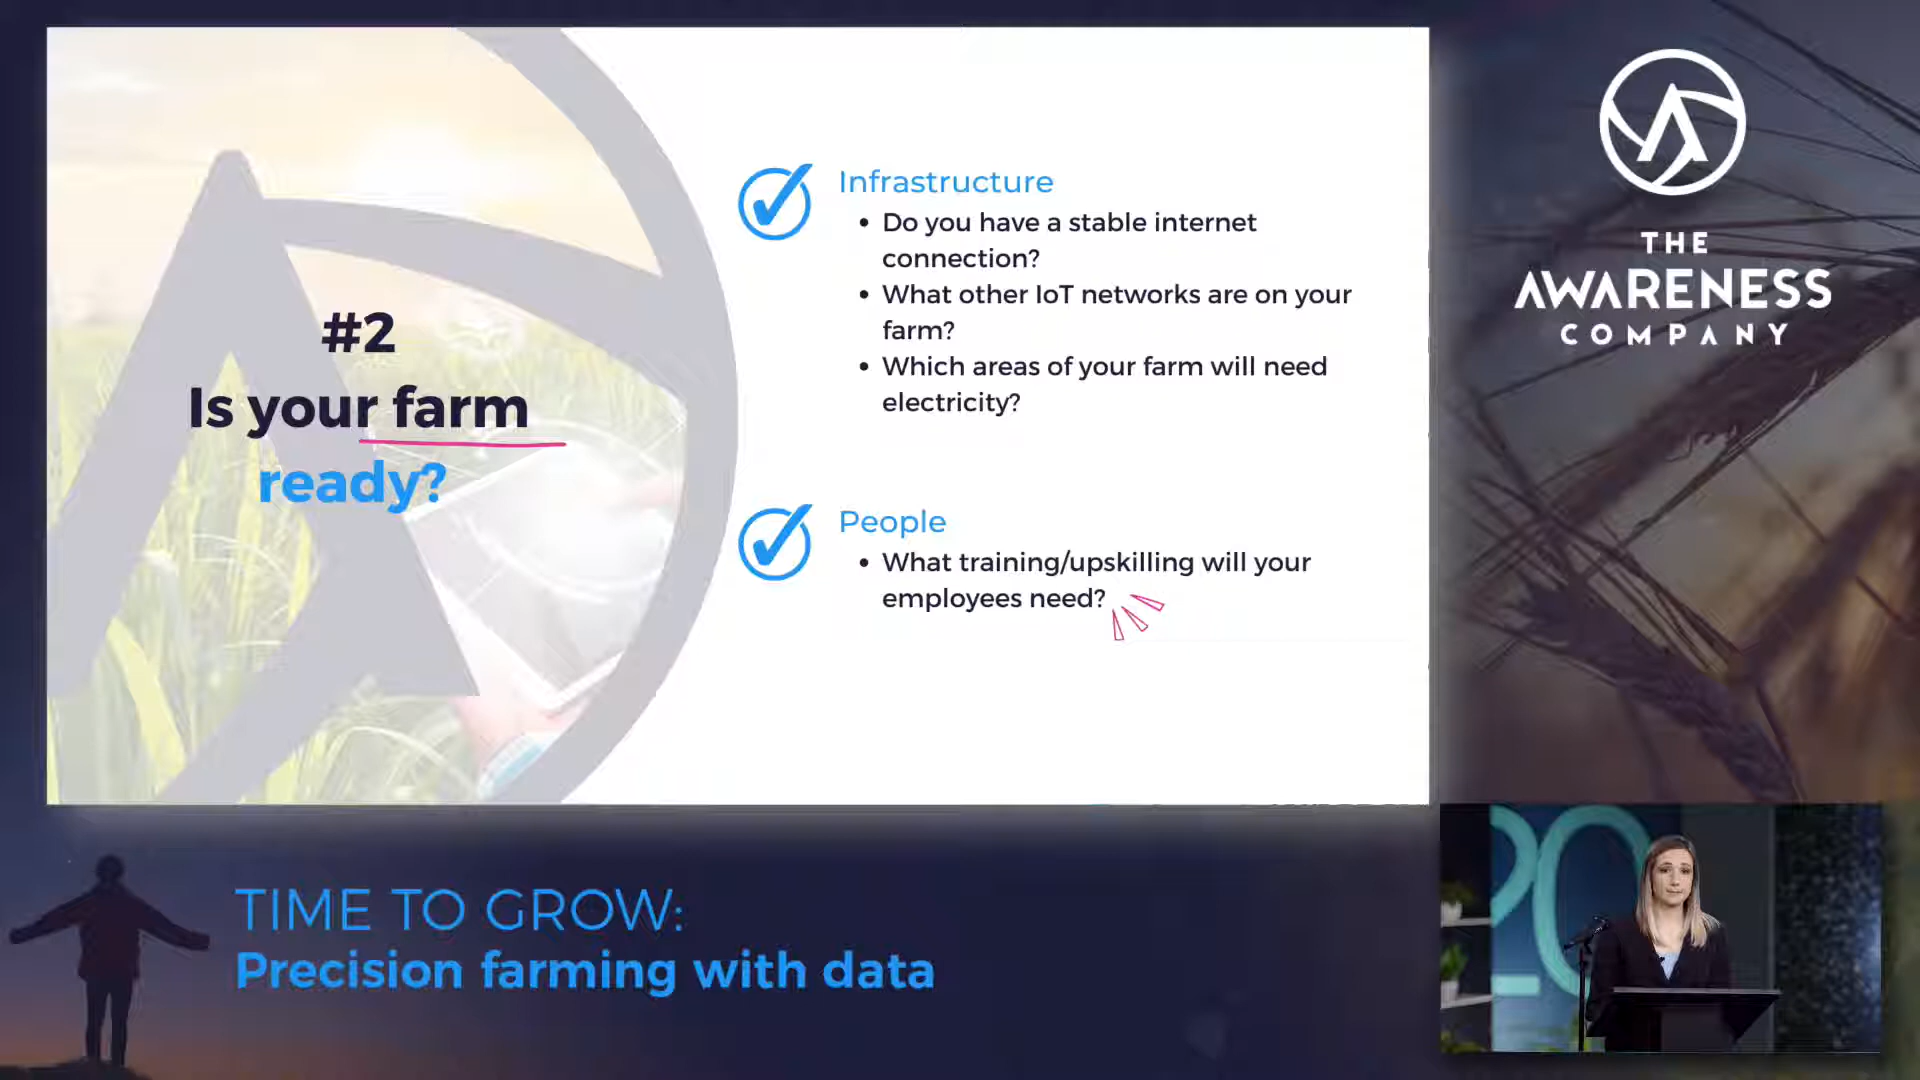 #2
Is your farm
ready?
Infrastructure
• Do you have a stable internet
connection?
• What other IoT networks are on your
farm?
• Which areas of your farm will need
electricity?
People
• What training/upskilling will your
employees need?
THE
AWARENESS
COMPANY
TIME TO GROW:
Precision farming with data
20